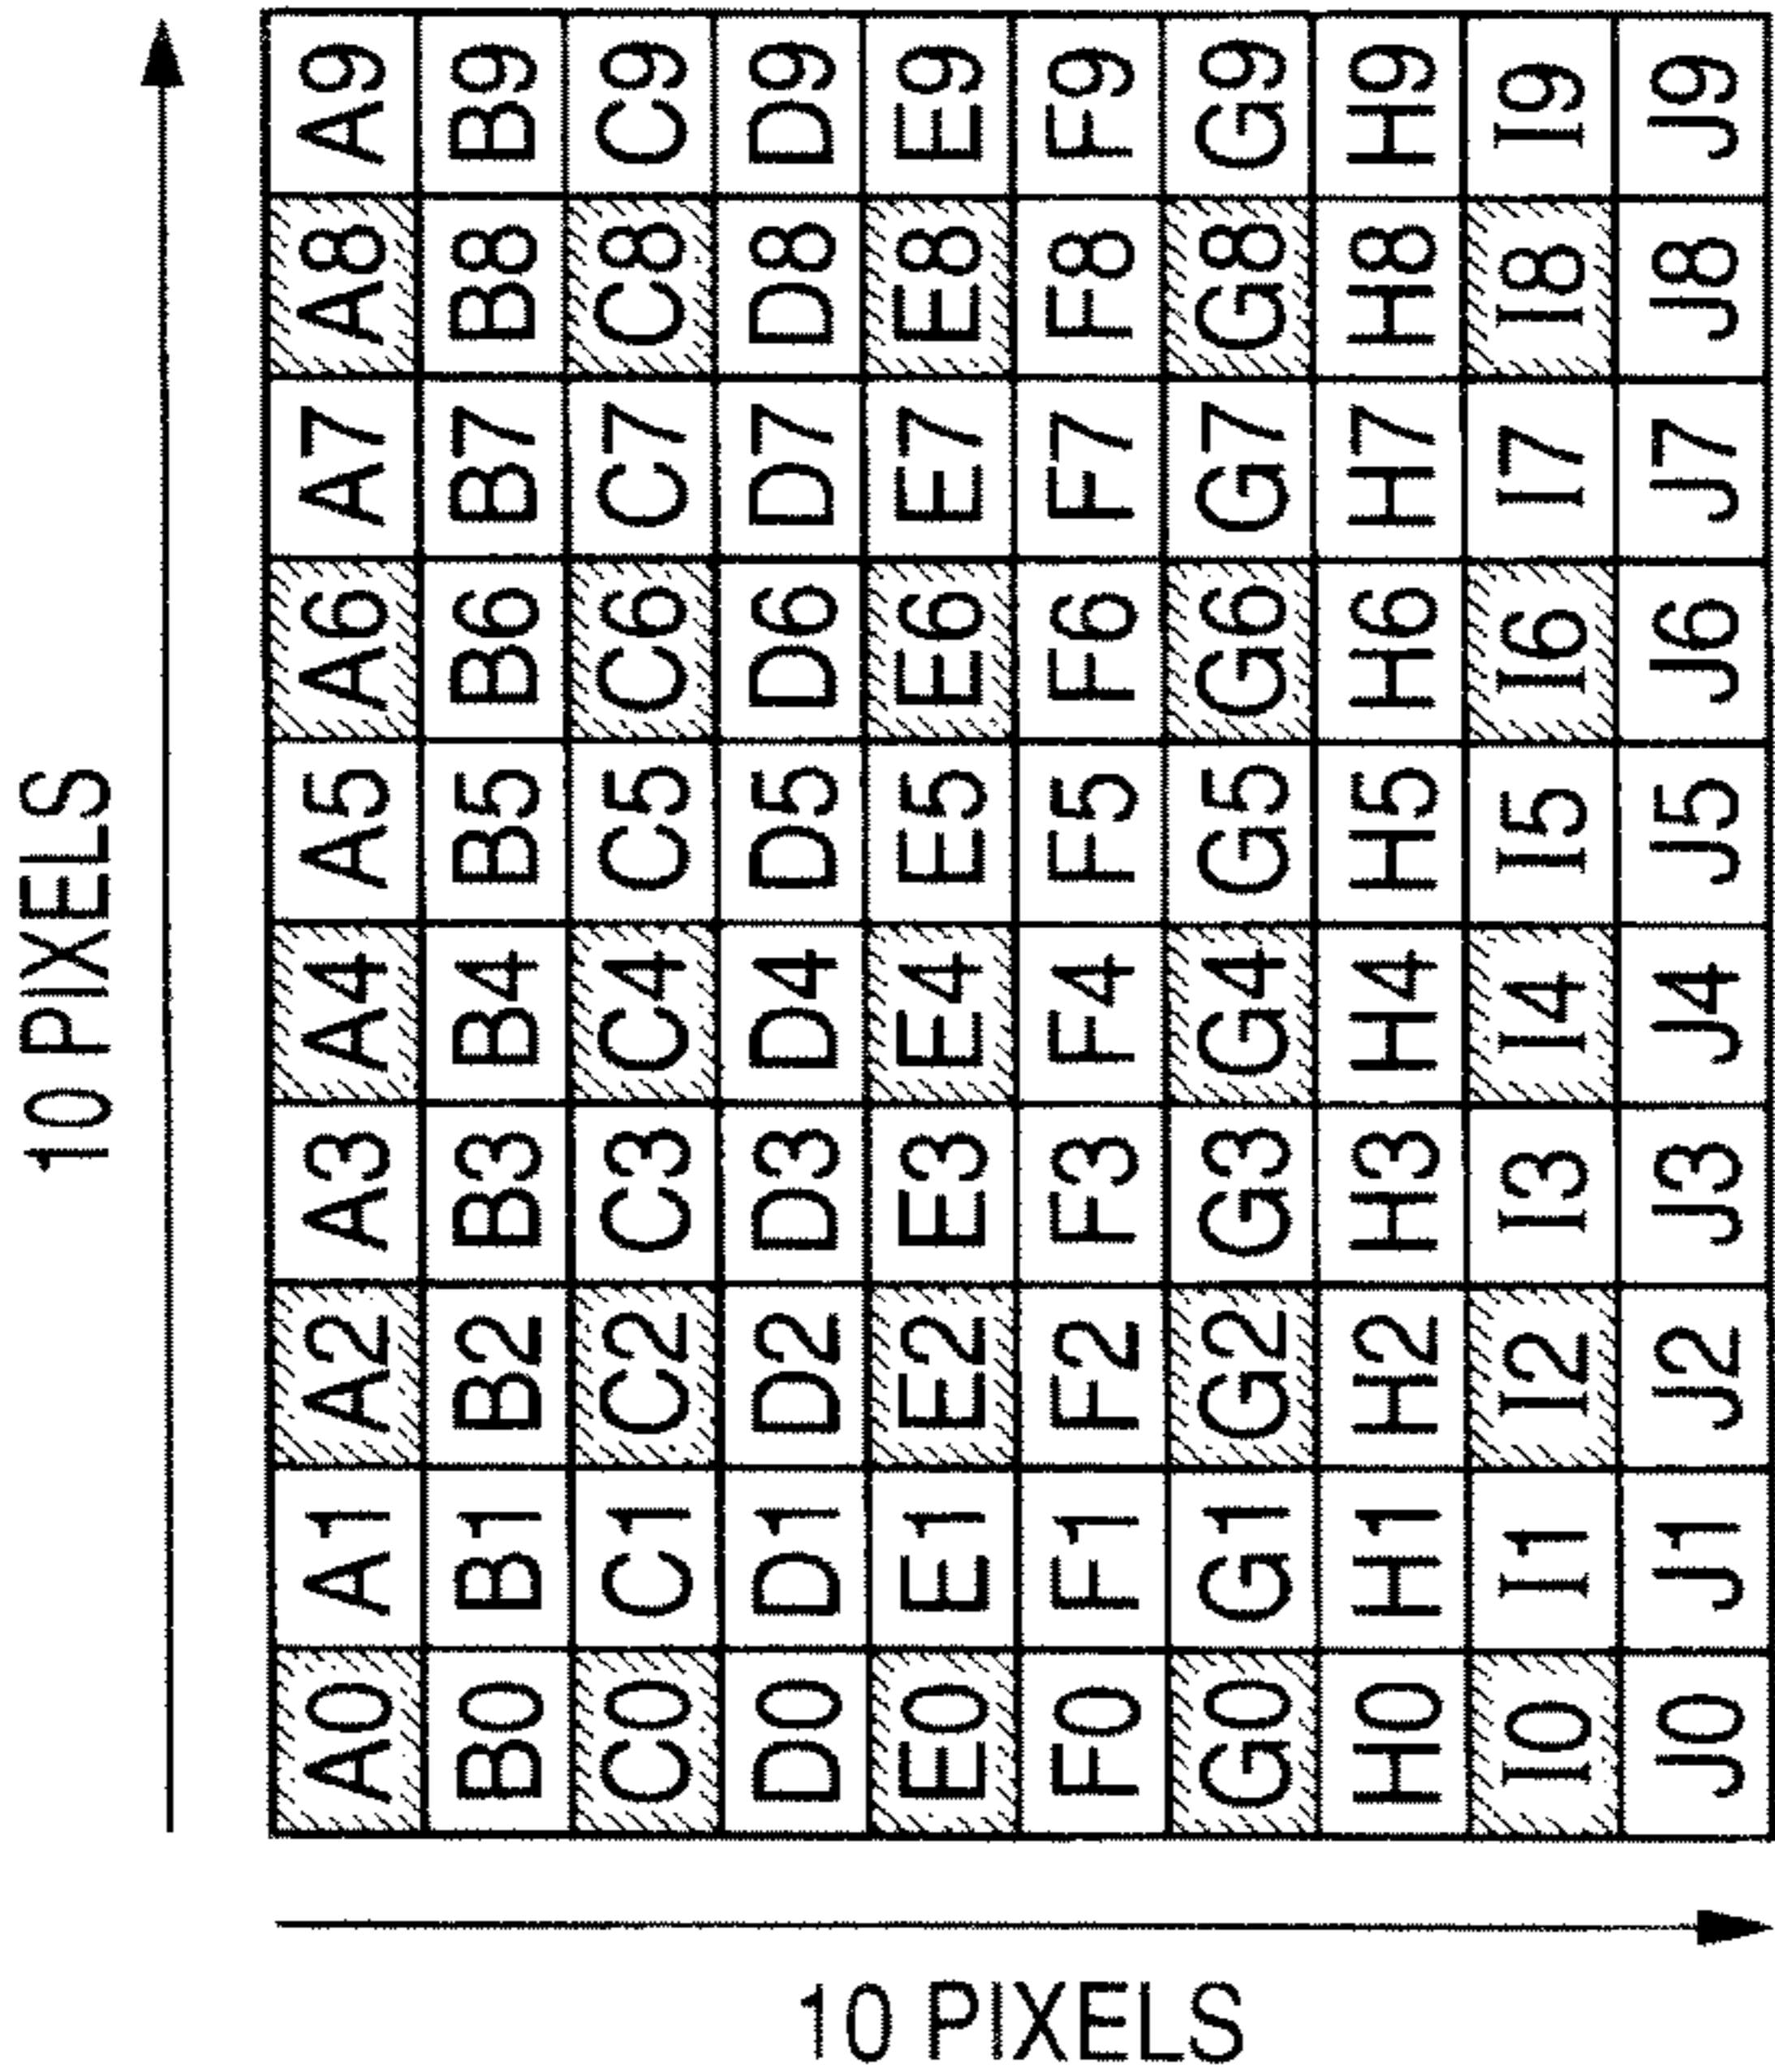 10 PIXELS
A0 A1 A2 A3 A4 A5 A6 A7 A8 A9
B0 B1 B2 B3 B4 B5 B6 B7 B8 B9
C0 C1 C2 C3 C4 C5 C6 C7 C8 C9
D0 D1 D2 D3 D4 D5 D6 D7 D8 D9
E0 E1 E2 E3 E4 E5 E6 E7 E8 E9
F0 F1 F2 F3 F4 F5 F6 F7 F8 F9
G0 G1 G2 G3 G4 G5 G6 G7 G8 G9
H0 H1 H2 H3 H4 H5 H6 H7 H8 H9
I0 I1 I2 I3 I4 I5 I6 I7 I8 I9
J0 J1 J2 J3 J4 J5 J6 J7 J8 J9
10 PIXELS